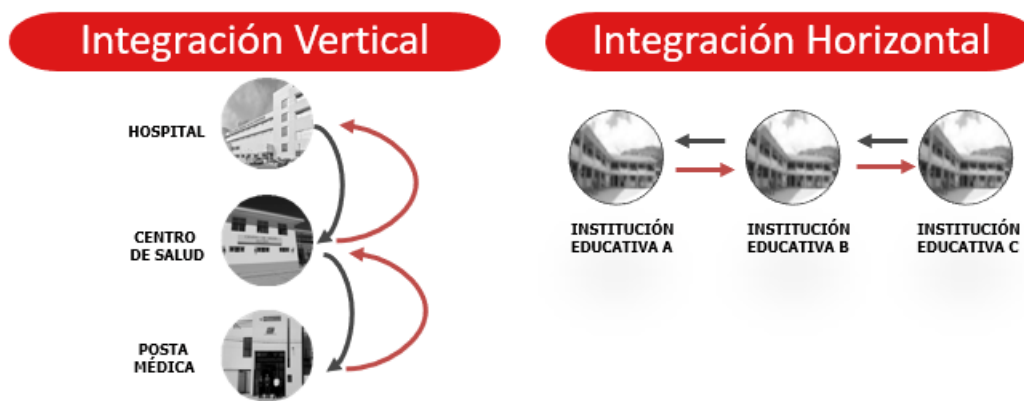 Integración Vertical
HOSPITAL
CENTRO
DE SALUD
POSTA
MÉDICA
Integración Horizontal
INSTITUCIÓN
EDUCATIVA A
INSTITUCIÓN
EDUCATIVA B
INSTITUCIÓN
EDUCATIVA C